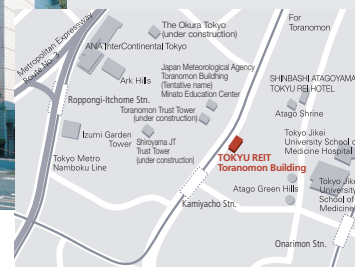 The Okura Tokyo
(under construction)
For
Toranomon
Metropolitan Expressway
Route No. 3
ANA InterContinental Tokyo
Ark Hills
Japan Meteorological Agency
Toranomon Buildhing
(Tentative name)
Minato Education Center
SHINBASHI ATAGOYAMA
TOKYU REI HOTEL
Roppongi-Itchome Stn.
Toranomon Trust Tower
(under construction)
Atago Shrine
Izumi Garden
Tower
Shiroyama JT
Trust Tower
(under construction)
Tokyo Jikei
University School o
Medicine Hospital
Tokyo Metro
Namboku Line
TOKYU REIT
Toranomon Building
Kamiyacho Stn.
Atago Green Hills
Tokyo Jike
University
School of
Medicine
Onarimon Stn.